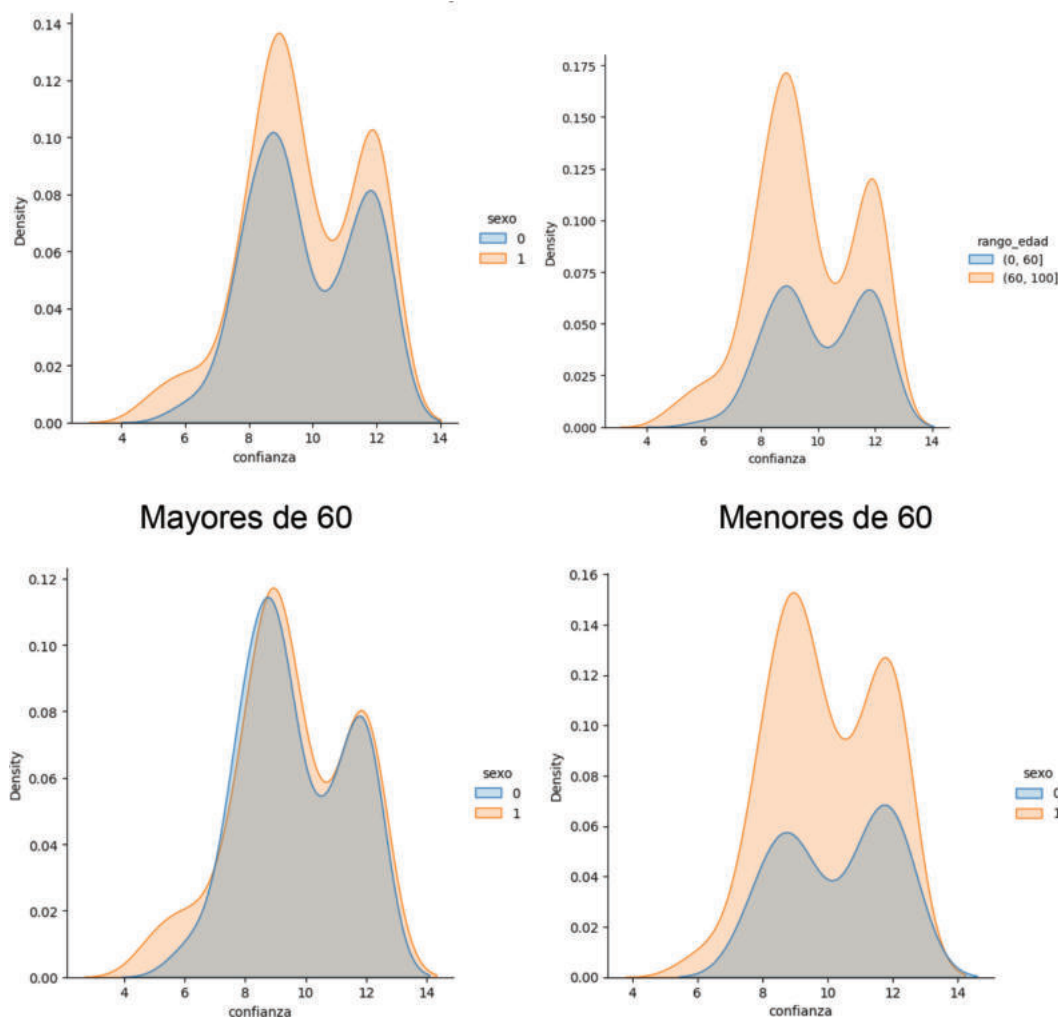 0.14
0.12
0.10
0.08
0.06
0.04
0.02
0.00
Density
4 6 8 10 12 14
confianza
sexo
0
1
0.175
0.150
0.125
0.100
0.075
0.050
0.025
0.000
Density
4 6 8 10 12 14
confianza
rango_edad
(0, 60]
(60, 100]
Mayores de 60
0.12
0.10
0.08
0.06
0.04
0.02
0.00
Density
4 6 8 10 12 14
confianza
sexo
0
1
Menores de 60
0.16
0.14
0.12
0.10
0.08
0.06
0.04
0.02
0.00
Density
4 6 8 10 12 14
confianza
sexo
0
1